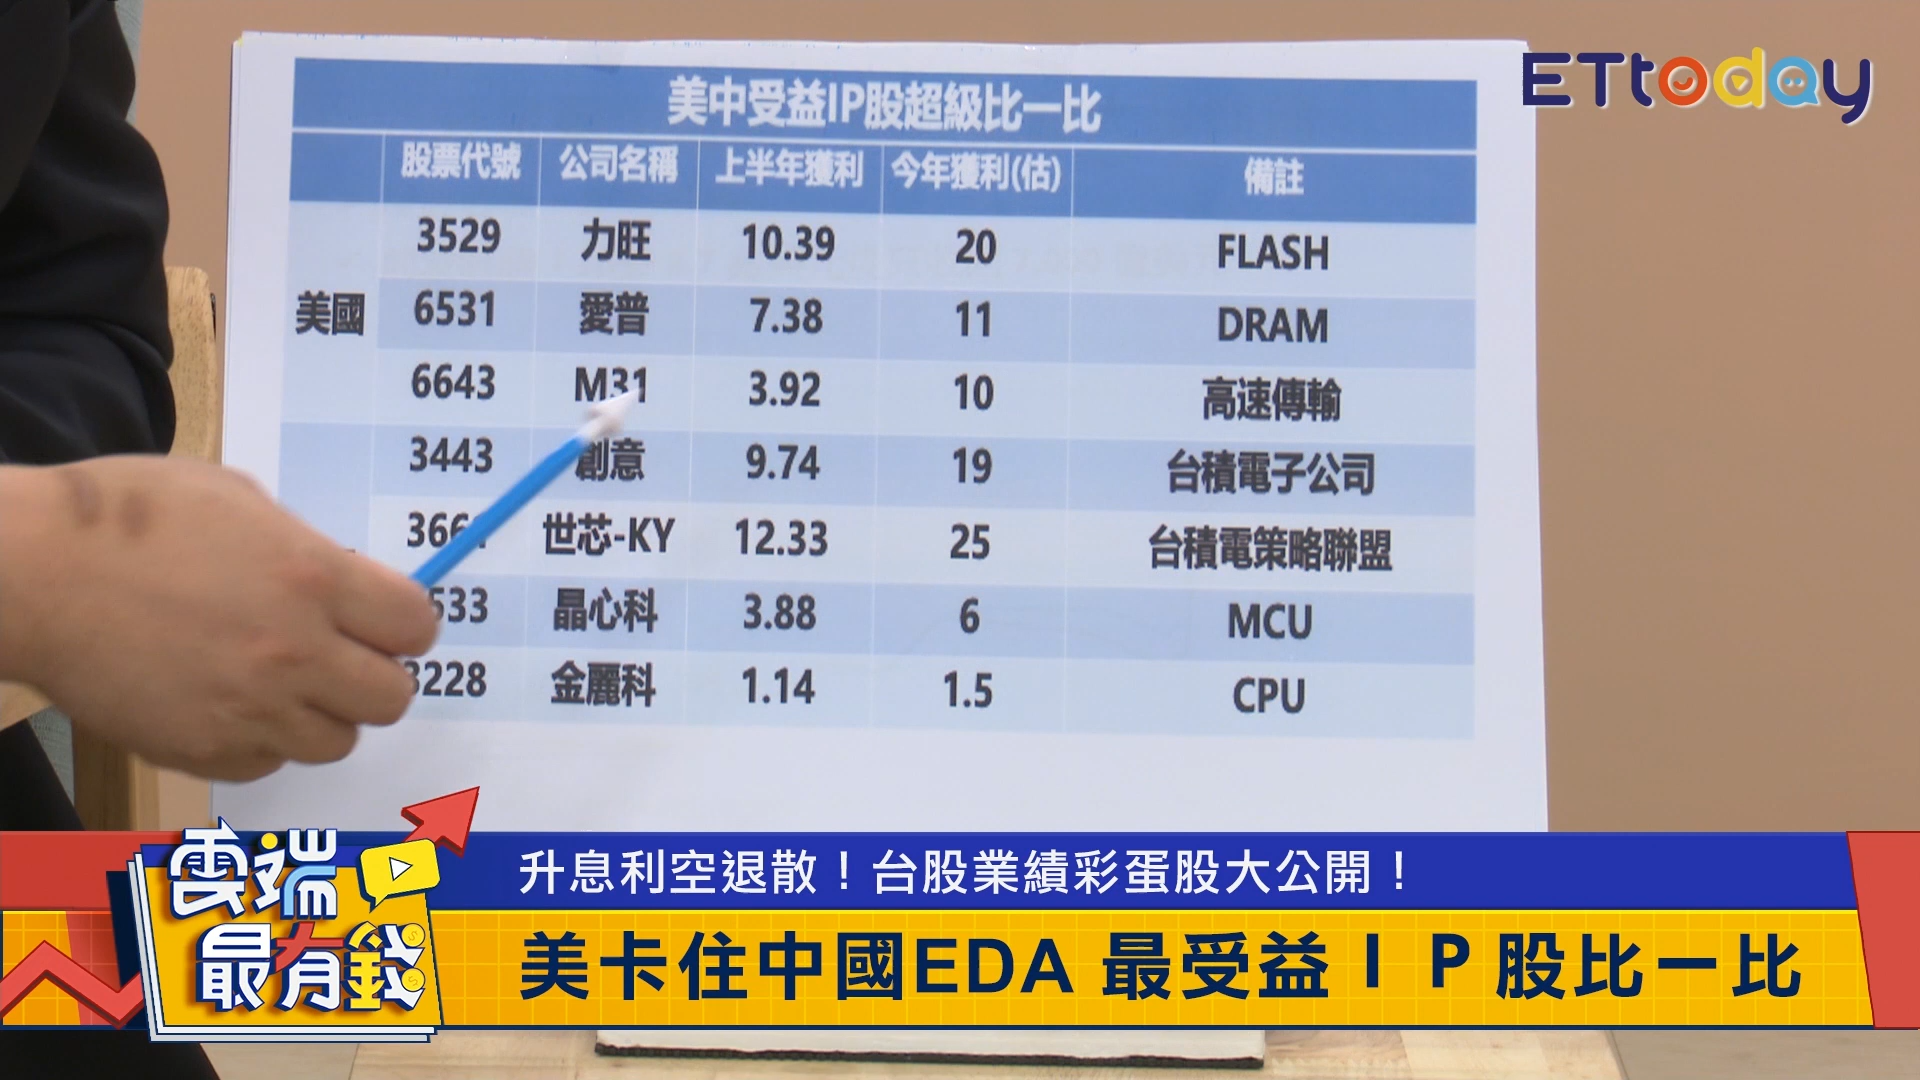 ETtoday
美中受益IP股超級比一比
股票代號 公司名稱 上半年獲利 今年獲利(估) 備註
3529 力旺 10.39 20 FLASH
美國 6531 愛普 7.38 11 DRAM
6643 M31 3.92 10 高速傳輸
3443 創意 9.74 19 台積電子公司
366 世芯-KY 12.33 25 台積電策略聯盟
533 晶心科 3.88 6 MCU
3228 金麗科 1.14 1.5 CPU
雲端
最有錢
升息利空退散！台股業績彩蛋股大公開！
美卡住中國EDA 最受益IP股比一比